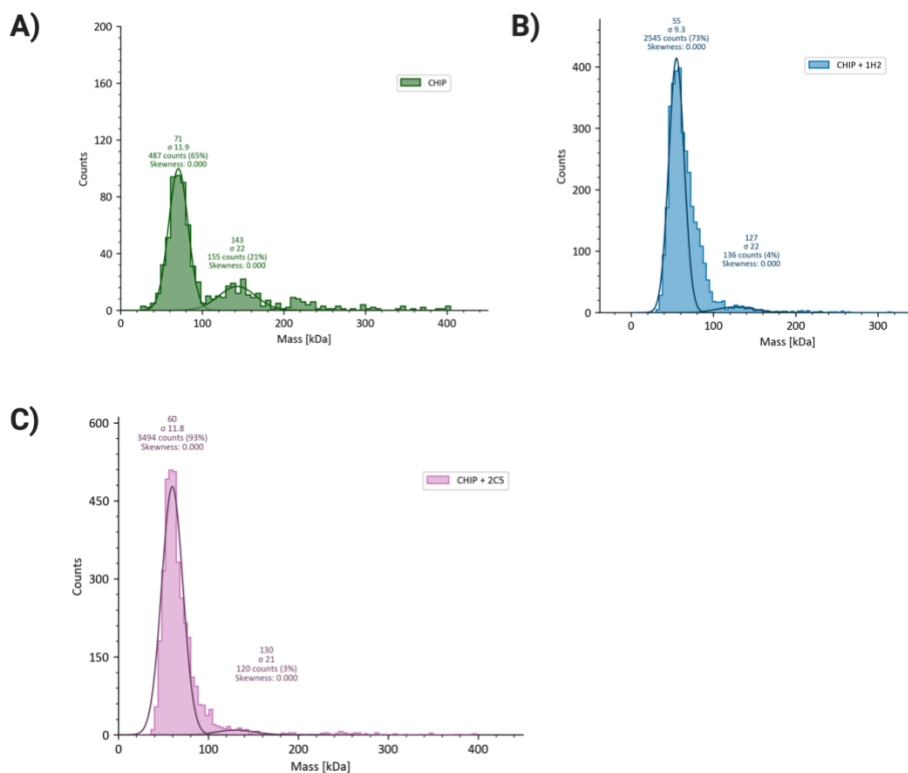 A)
200
160
120
80
40
0
Counts
71
σ 11.9
487 counts (65%)
Skewness: 0.000
143
σ 22
155 counts (21%)
Skewness: 0.000
CHIP
0 100 200 300 400
Mass [kDa]
B)
400
300
200
100
0
Counts
55
σ 9.3
2545 counts (73%)
Skewness: 0.000
127
σ 22
136 counts (4%)
Skewness: 0.000
CHIP + 1H2
0 100 200 300
Mass [kDa]
C)
600
450
300
150
0
Counts
60
σ 11.8
3494 counts (93%)
Skewness: 0.000
130
σ 21
120 counts (3%)
Skewness: 0.000
CHIP + 2C5
0 100 200 300 400
Mass [kDa]